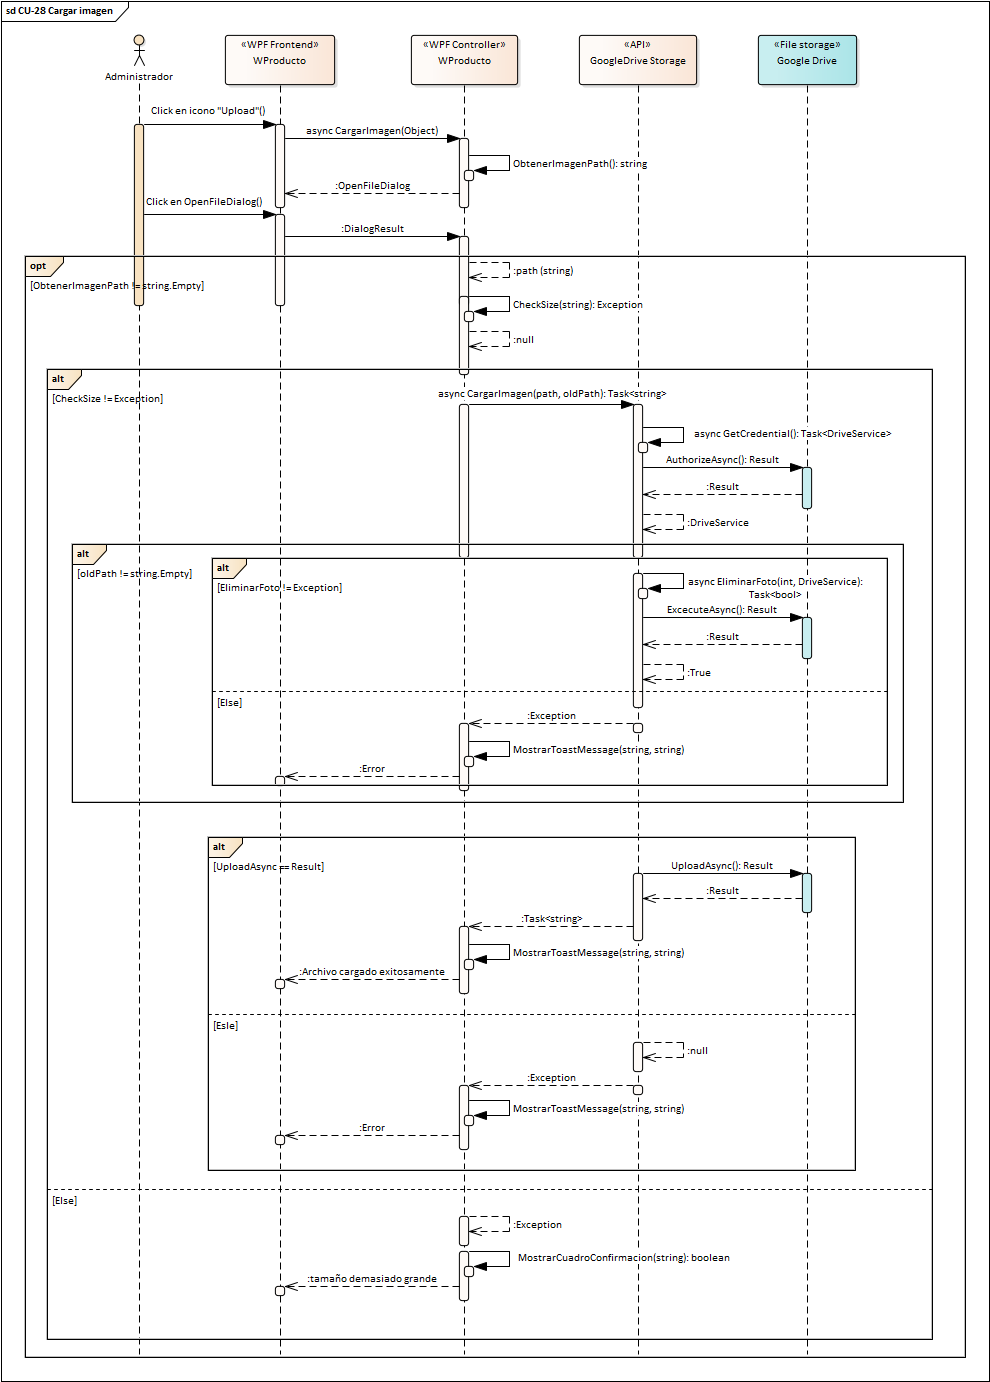 sd CU-28 Cargar imagen
Administrador
«WPF Frontend»
WProducto
«WPF Controller»
WProducto
«API»
GoogleDrive Storage
«File storage»
Google Drive
Click en icono "Upload"()
async CargarImagen(Object)
ObtenerImagenPath(): string
:OpenFileDialog
Click en OpenFileDialog()
:DialogResult
opt
[ObtenerImagenPath != string.Empty]
:path (string)
CheckSize(string): Exception
:null
alt
[CheckSize != Exception]
async CargarImagen(path, oldPath): Task<string>
async GetCredential(): Task<DriveService>
AuthorizeAsync(): Result
:Result
:DriveService
alt
[oldPath != string.Empty]
alt
[EliminarFoto != Exception]
async EliminarFoto(int, DriveService):
Task<bool>
ExcecuteAsync(): Result
:Result
:True
[Else]
:Exception
MostrarToastMessage(string, string)
:Error
alt
[UploadAsync == Result]
UploadAsync(): Result
:Result
:Task<string>
MostrarToastMessage(string, string)
:Archivo cargado exitosamente
[Esle]
:null
:Exception
MostrarToastMessage(string, string)
:Error
[Else]
:Exception
MostrarCuadroConfirmacion(string): boolean
:tamaño demasiado grande